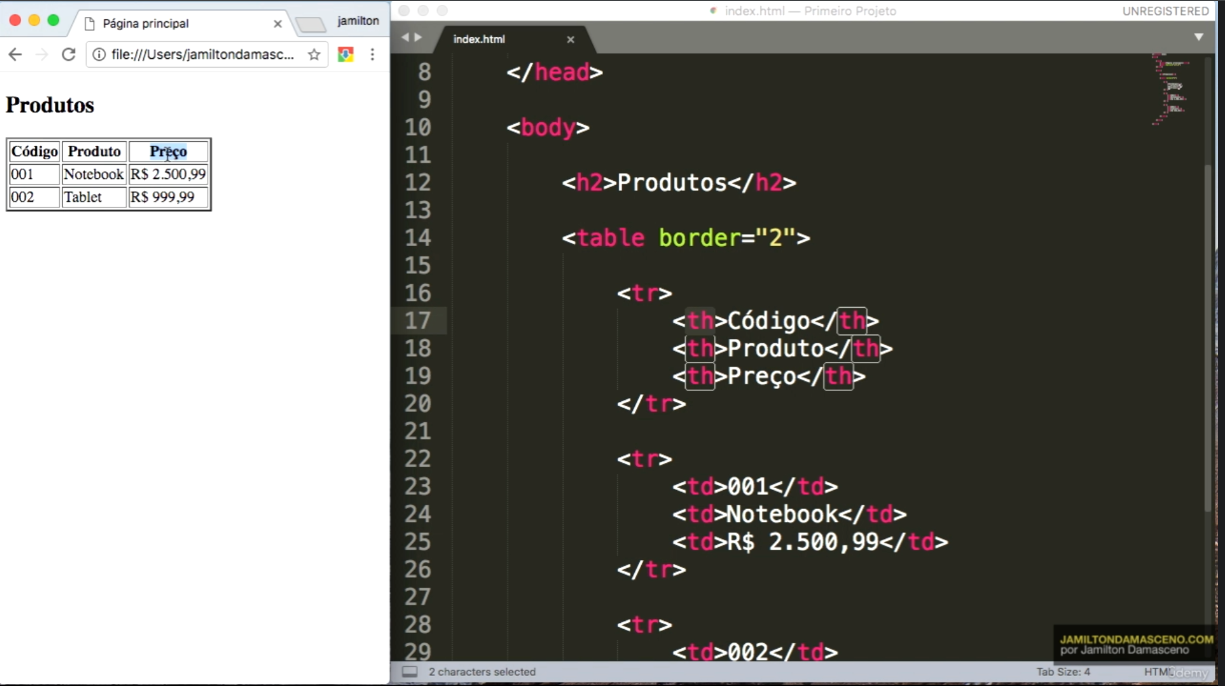 Página principal
jamilton
file:///Users/jamiltondamasc...
Produtos
Código Produto Preço
001 Notebook R$ 2.500,99
002 Tablet R$ 999,99
index.html — Primeiro Projeto
UNREGISTERED
index.html
8 </head>
9
10 <body>
11
12 <h2>Produtos</h2>
13
14 <table border="2">
15
16 <tr>
17 <th>Código</th>
18 <th>Produto</th>
19 <th>Preço</th>
20 </tr>
21
22 <tr>
23 <td>001</td>
24 <td>Notebook</td>
25 <td>R$ 2.500,99</td>
26 </tr>
27
28 <tr>
29 <td>002</td>
JAMILTONDAMASCENO.COM
por Jamilton Damasceno
2 characters selected
Tab Size: 4
HTML
Udemy